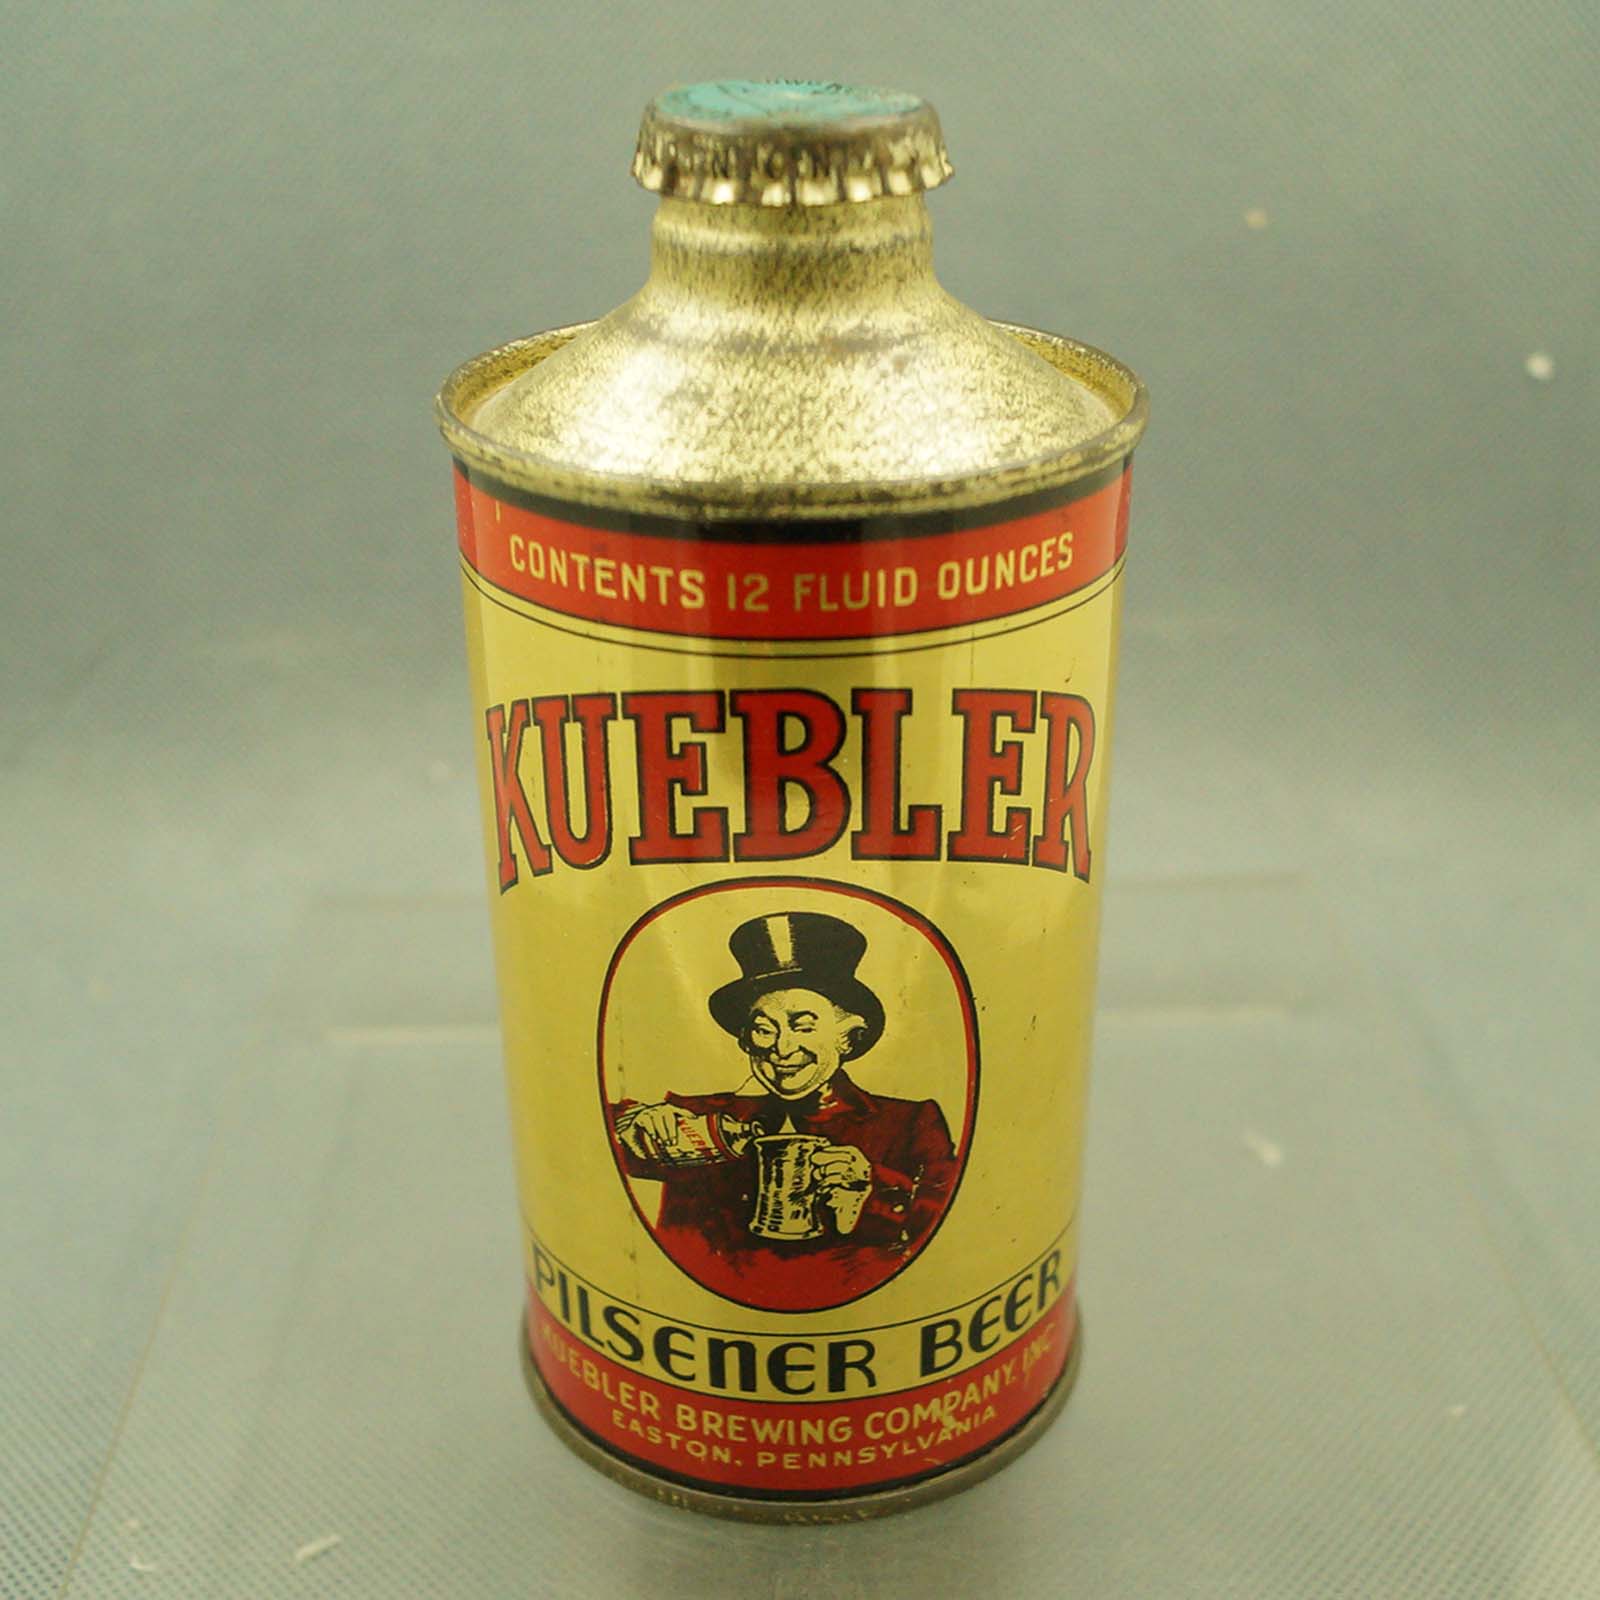 CONTENTS 12 FLUID OUNCES
KUEBLER
PILSENER BEER
KUEBLER BREWING COMPANY, INC.
EASTON, PENNSYLVANIA